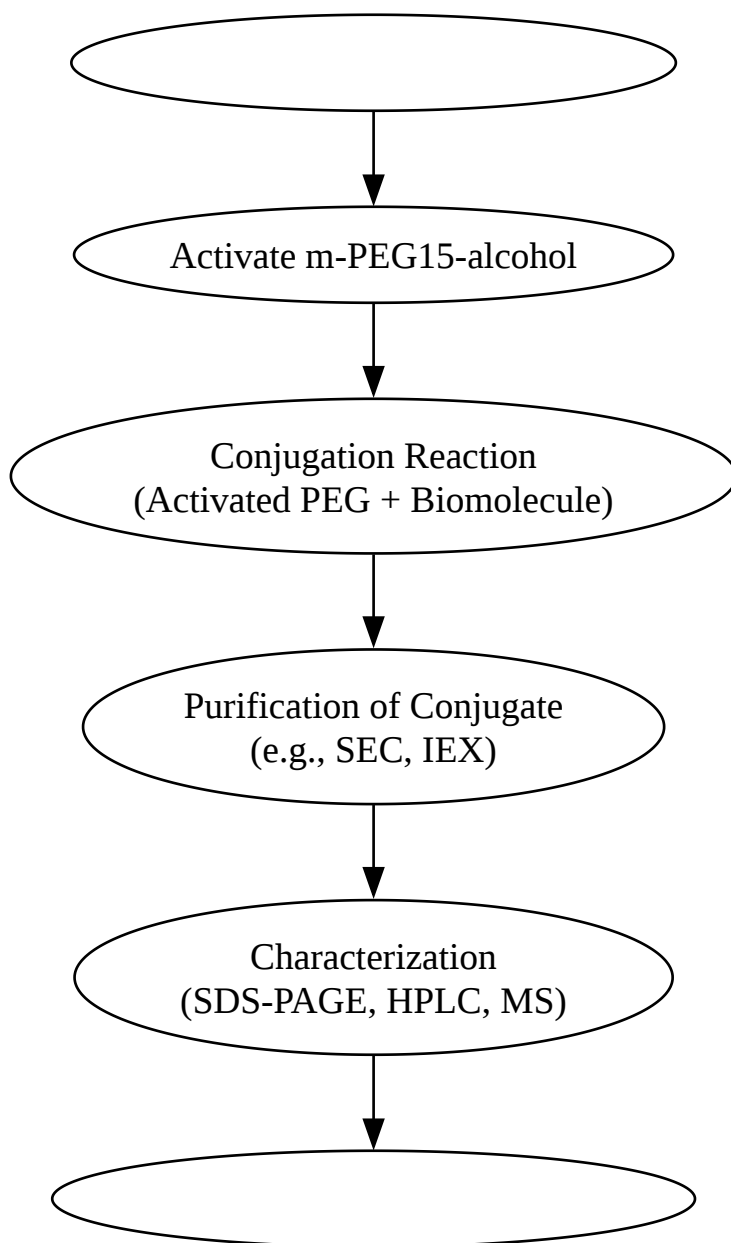 Activate m-PEG15-alcohol
Conjugation Reaction
(Activated PEG + Biomolecule)
Purification of Conjugate
(e.g., SEC, IEX)
Characterization
(SDS-PAGE, HPLC, MS)